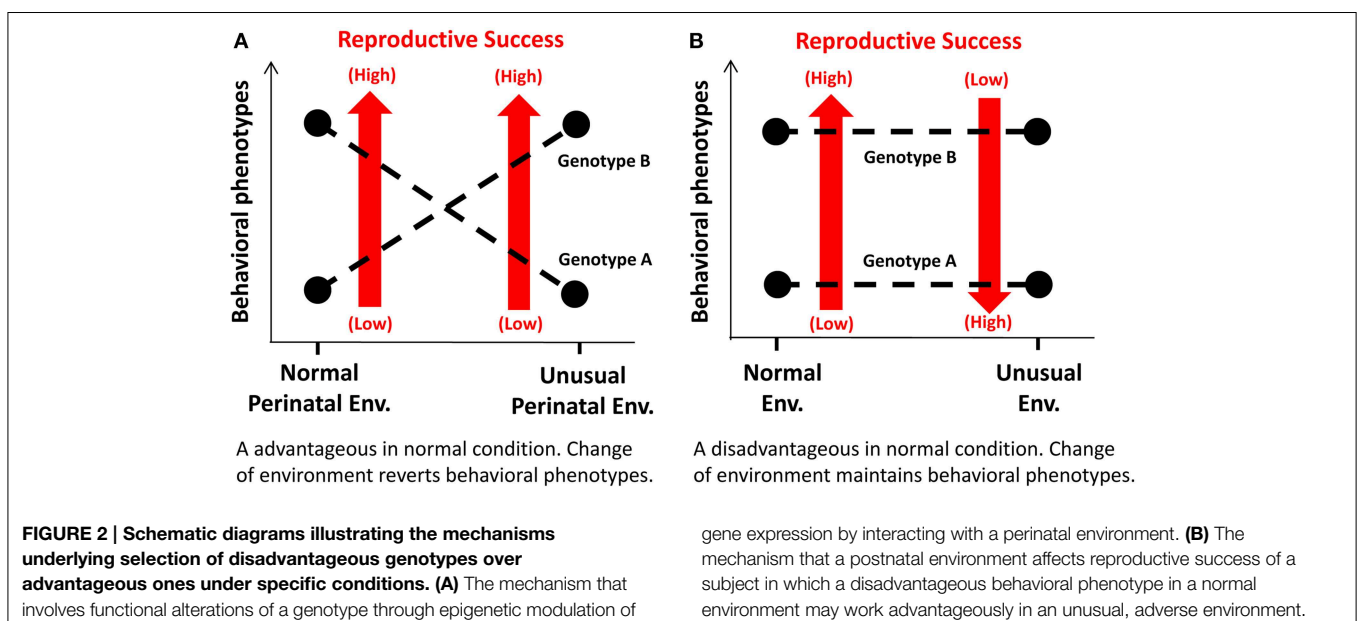 A
Reproductive Success
(High)
(High)
Behavioral phenotypes
Genotype B
Genotype A
(Low)
(Low)
Normal
Perinatal Env.
Unusual
Perinatal Env.
A advantageous in normal condition. Change
of environment reverts behavioral phenotypes.
B
Reproductive Success
(High)
(Low)
Behavioral phenotypes
Genotype B
Genotype A
(Low)
(High)
Normal
Env.
Unusual
Env.
A disadvantageous in normal condition. Change
of environment maintains behavioral phenotypes.
FIGURE 2 | Schematic diagrams illustrating the mechanisms
underlying selection of disadvantageous genotypes over
advantageous ones under specific conditions. (A) The mechanism that
involves functional alterations of a genotype through epigenetic modulation of
gene expression by interacting with a perinatal environment. (B) The
mechanism that a postnatal environment affects reproductive success of a
subject in which a disadvantageous behavioral phenotype in a normal
environment may work advantageously in an unusual, adverse environment.